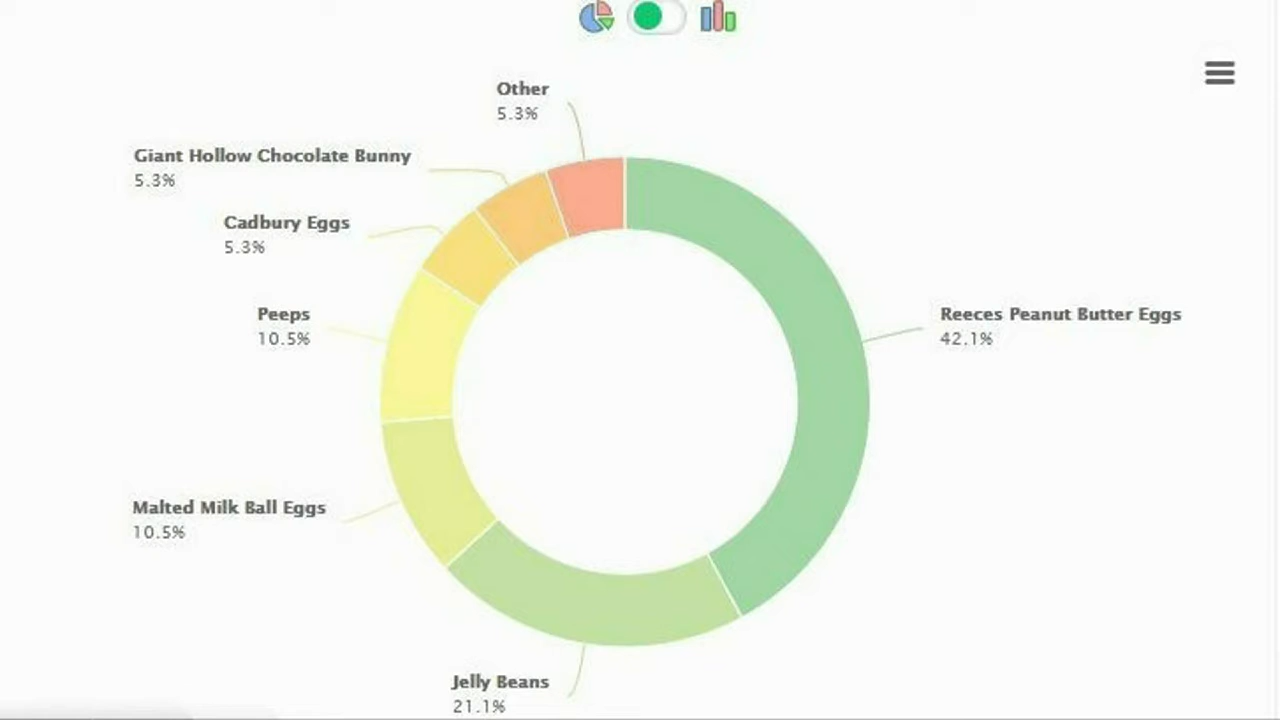 Other
5.3%
Giant Hollow Chocolate Bunny
5.3%
Cadbury Eggs
5.3%
Peeps
10.5%
Reeces Peanut Butter Eggs
42.1%
Malted Milk Ball Eggs
10.5%
Jelly Beans
21.1%